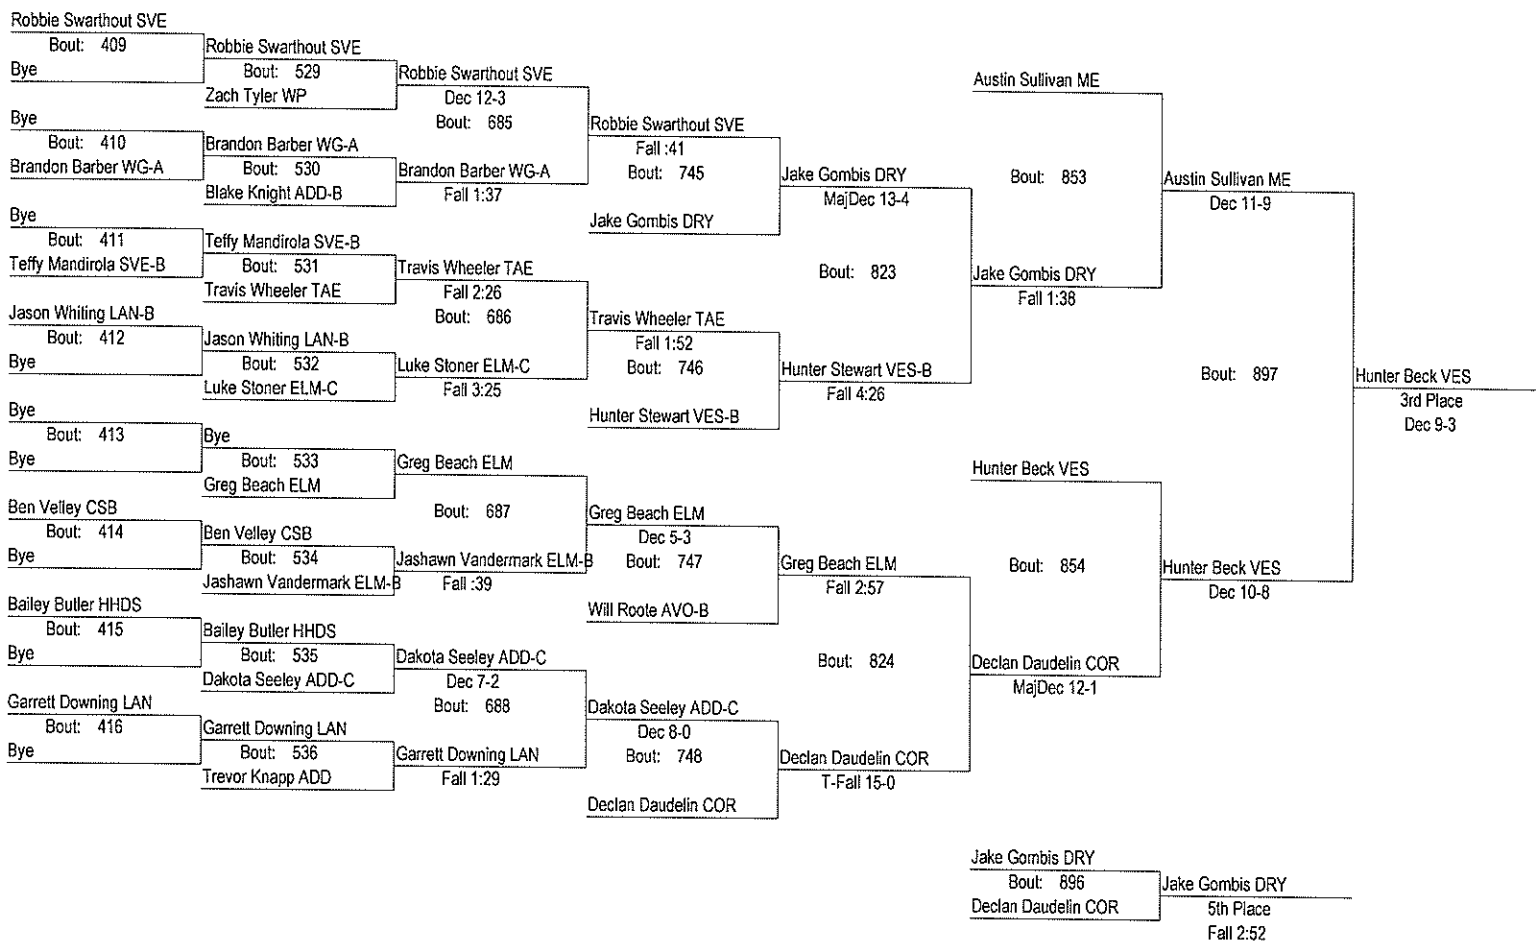 Robbie Swarthout SVE
Bout: 409
Bye
Bye
Bout: 410
Brandon Barber WG-A
Bye
Bout: 411
Teffy Mandirola SVE-B
Jason Whiting LAN-B
Bout: 412
Bye
Bye
Bout: 413
Bye
Ben Velley CSB
Bout: 414
Bye
Bailey Butler HHDS
Bout: 415
Bye
Garrett Downing LAN
Bout: 416
Bye
Robbie Swarthout SVE
Bout: 529
Zach Tyler WP
Brandon Barber WG-A
Bout: 530
Blake Knight ADD-B
Teffy Mandirola SVE-B
Bout: 531
Travis Wheeler TAE
Jason Whiting LAN-B
Bout: 532
Luke Stoner ELM-C
Bye
Bout: 533
Greg Beach ELM
Ben Velley CSB
Bout: 534
Jashawn Vandermark ELM-B
Bailey Butler HHDS
Bout: 535
Dakota Seeley ADD-C
Garrett Downing LAN
Bout: 536
Trevor Knapp ADD
Robbie Swarthout SVE
Dec 12-3
Bout: 685
Brandon Barber WG-A
Fall 1:37
Travis Wheeler TAE
Fall 2:26
Bout: 686
Luke Stoner ELM-C
Fall 3:25
Greg Beach ELM
Bout: 687
Jashawn Vandermark ELM-B
Fall :39
Dakota Seeley ADD-C
Dec 7-2
Bout: 688
Garrett Downing LAN
Fall 1:29
Robbie Swarthout SVE
Fall :41
Bout: 745
Jake Gombis DRY
Travis Wheeler TAE
Fall 1:52
Bout: 746
Hunter Stewart VES-B
Greg Beach ELM
Dec 5-3
Bout: 747
Will Roote AVO-B
Dakota Seeley ADD-C
Dec 8-0
Bout: 748
Declan Daudelin COR
Jake Gombis DRY
MajDec 13-4
Bout: 823
Hunter Stewart VES-B
Fall 4:26
Greg Beach ELM
Fall 2:57
Bout: 824
Declan Daudelin COR
T-Fall 15-0
Austin Sullivan ME
Bout: 853
Jake Gombis DRY
Fall 1:38
Hunter Beck VES
Bout: 854
Declan Daudelin COR
MajDec 12-1
Austin Sullivan ME
Dec 11-9
Bout: 897
Hunter Beck VES
Dec 10-8
Hunter Beck VES
3rd Place
Dec 9-3
Jake Gombis DRY
Bout: 896
Declan Daudelin COR
Jake Gombis DRY
5th Place
Fall 2:52